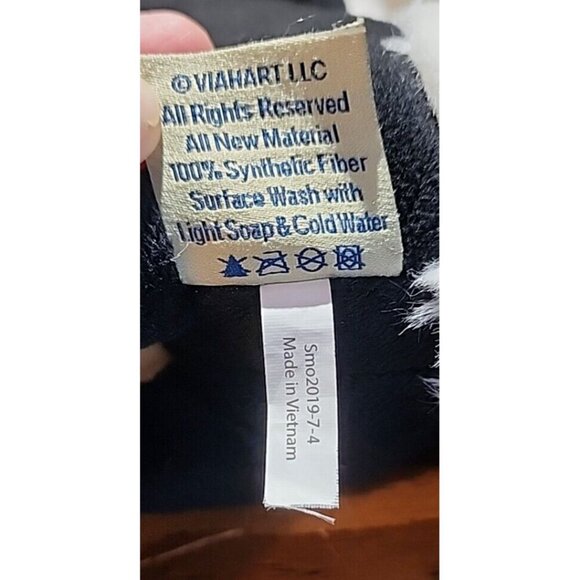 © VIAHART LLC
All Rights Reserved
All New Material
100% Synthetic Fiber
Surface Wash with
Light Soap & Cold Water
Smo2019-7-4
Made in Vietnam